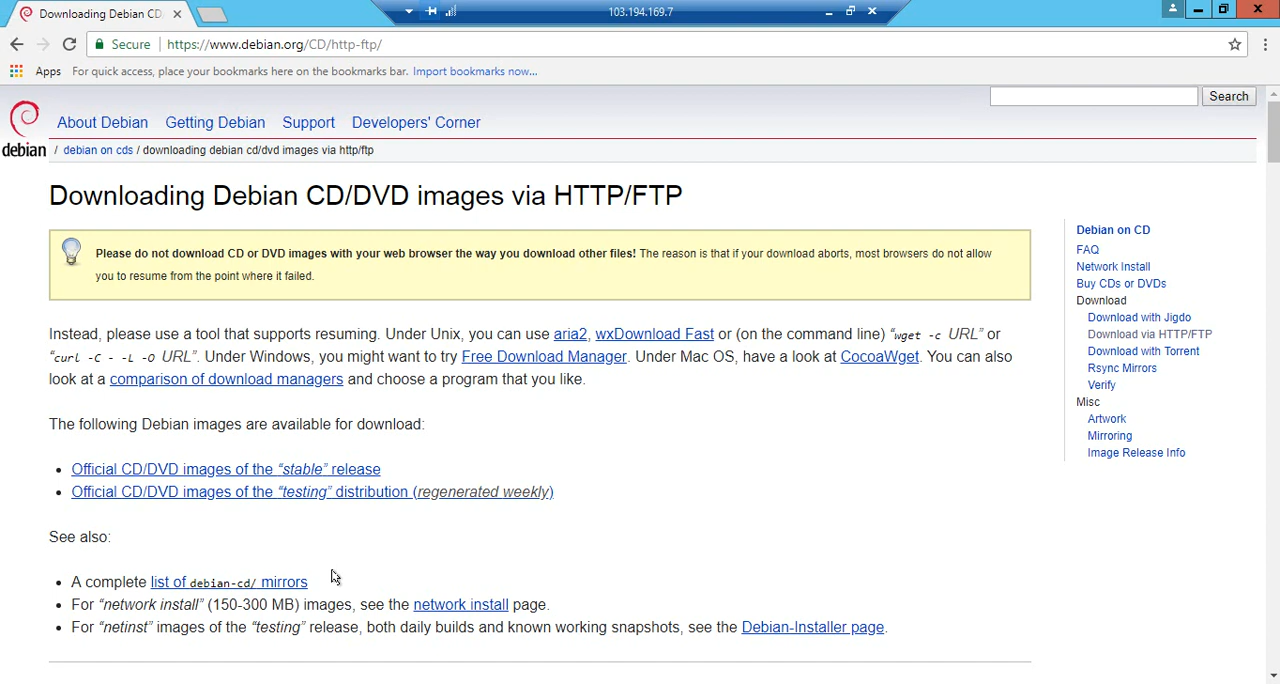 Downloading Debian CD
103.194.169.7
Secure
https://www.debian.org/CD/http-ftp/
Apps
For quick access, place your bookmarks here on the bookmarks bar. Import bookmarks now...
Search
debian
About Debian
Getting Debian
Support
Developers' Corner
/ debian on cds / downloading debian cd/dvd images via http/ftp
Downloading Debian CD/DVD images via HTTP/FTP
Please do not download CD or DVD images with your web browser the way you download other files! The reason is that if your download aborts, most browsers do not allow
you to resume from the point where it failed.
Instead, please use a tool that supports resuming. Under Unix, you can use aria2, wxDownload Fast or (on the command line) “wget -c URL” or
“curl -C - -L -O URL”. Under Windows, you might want to try Free Download Manager. Under Mac OS, have a look at CocoaWget. You can also
look at a comparison of download managers and choose a program that you like.
The following Debian images are available for download:
• Official CD/DVD images of the “stable” release
• Official CD/DVD images of the “testing” distribution (regenerated weekly)
See also:
• A complete list of debian-cd/ mirrors
• For “network install” (150-300 MB) images, see the network install page.
• For “netinst” images of the “testing” release, both daily builds and known working snapshots, see the Debian-Installer page.
Debian on CD
FAQ
Network Install
Buy CDs or DVDs
Download
Download with Jigdo
Download via HTTP/FTP
Download with Torrent
Rsync Mirrors
Verify
Misc
Artwork
Mirroring
Image Release Info